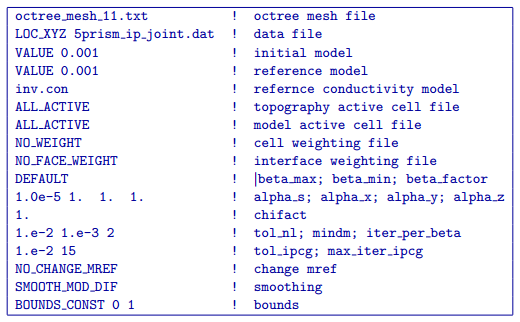 octree_mesh_11.txt ! octree mesh file
LOC_XYZ 5prism_ip_joint.dat ! data file
VALUE 0.001 ! initial model
VALUE 0.001 ! reference model
inv.con ! refernce conductivity model
ALL_ACTIVE ! topography active cell file
ALL_ACTIVE ! model active cell file
NO_WEIGHT ! cell weighting file
NO_FACE_WEIGHT ! interface weighting file
DEFAULT ! |beta_max; beta_min; beta_factor
1.0e-5 1. 1. 1. ! alpha_s; alpha_x; alpha_y; alpha_z
1. ! chifact
1.e-2 1.e-3 2 ! tol_nl; mindm; iter_per_beta
1.e-2 15 ! tol_ipcg; max_iter_ipcg
NO_CHANGE_MREF ! change mref
SMOOTH_MOD_DIF ! smoothing
BOUNDS_CONST 0 1 ! bounds